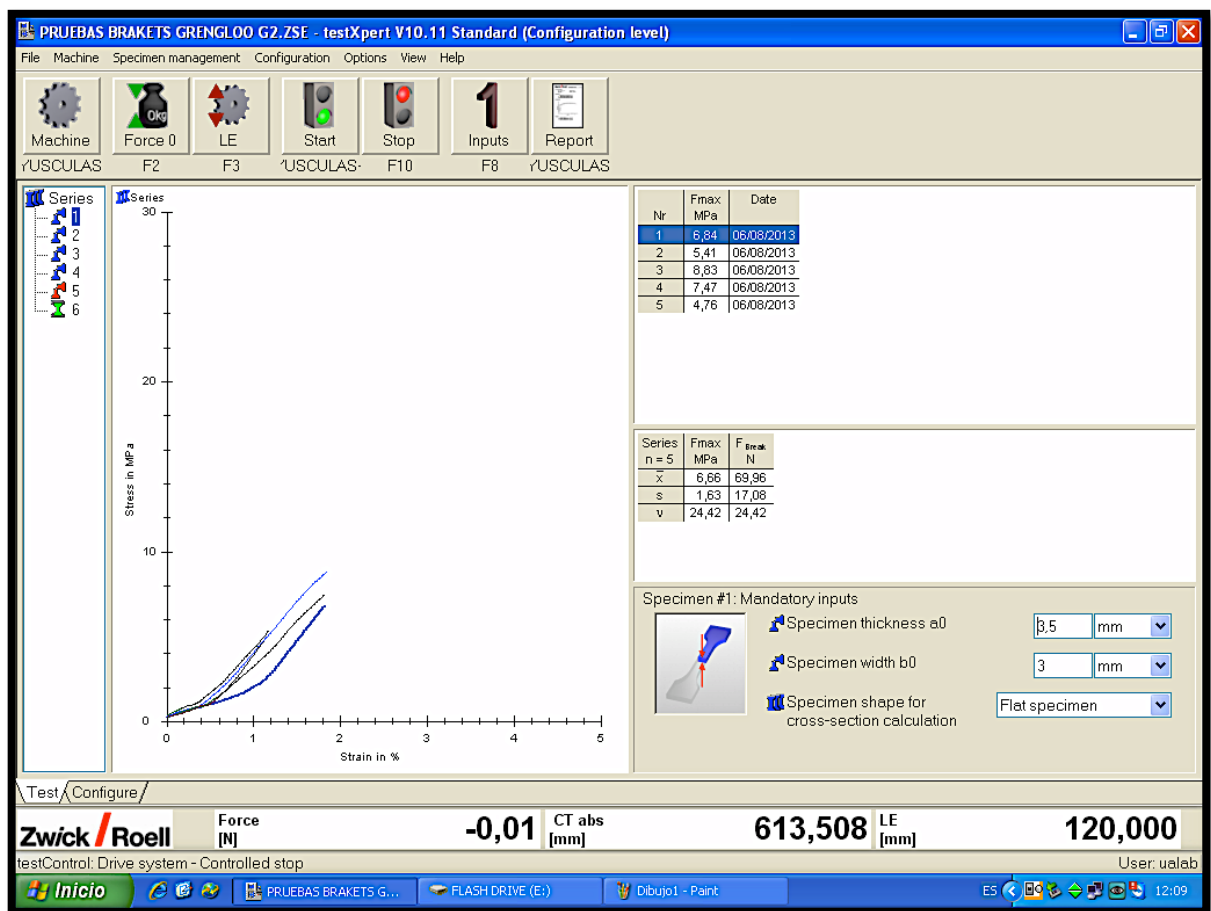 PRUEBAS BRAKETS GRENGLOO G2.ZSE - testXpert V10.11 Standard (Configuration level)
File Machine Specimen management Configuration Options View Help
0kg
1
Machine Force 0 LE Start Stop Inputs Report
YUSCULAS F2 F3 YUSCULAS- F10 F8 YUSCULAS
Series
1
2
3
4
5
6
Series
30
20
10
0
Stress in MPa
0 1 2 3 4 5
Strain in %
Nr Fmax MPa Date
1 6,84 06/08/2013
2 5,41 06/08/2013
3 8,83 06/08/2013
4 7,47 06/08/2013
5 4,76 06/08/2013
Series Fmax F Break
n = 5 MPa N
x̅ 6,66 69,96
s 1,63 17,08
ν 24,42 24,42
Specimen #1: Mandatory inputs
Specimen thickness a0 3,5 mm
Specimen width b0 3 mm
Specimen shape for Flat specimen
cross-section calculation
Test Configure
Zwick / Roell Force [N] -0,01 CT abs [mm] 613,508 LE [mm] 120,000
testControl: Drive system - Controlled stop User: ualab
Inicio PRUEBAS BRAKETS G... FLASH DRIVE (E:) Dibujo1 - Paint ES 12:09